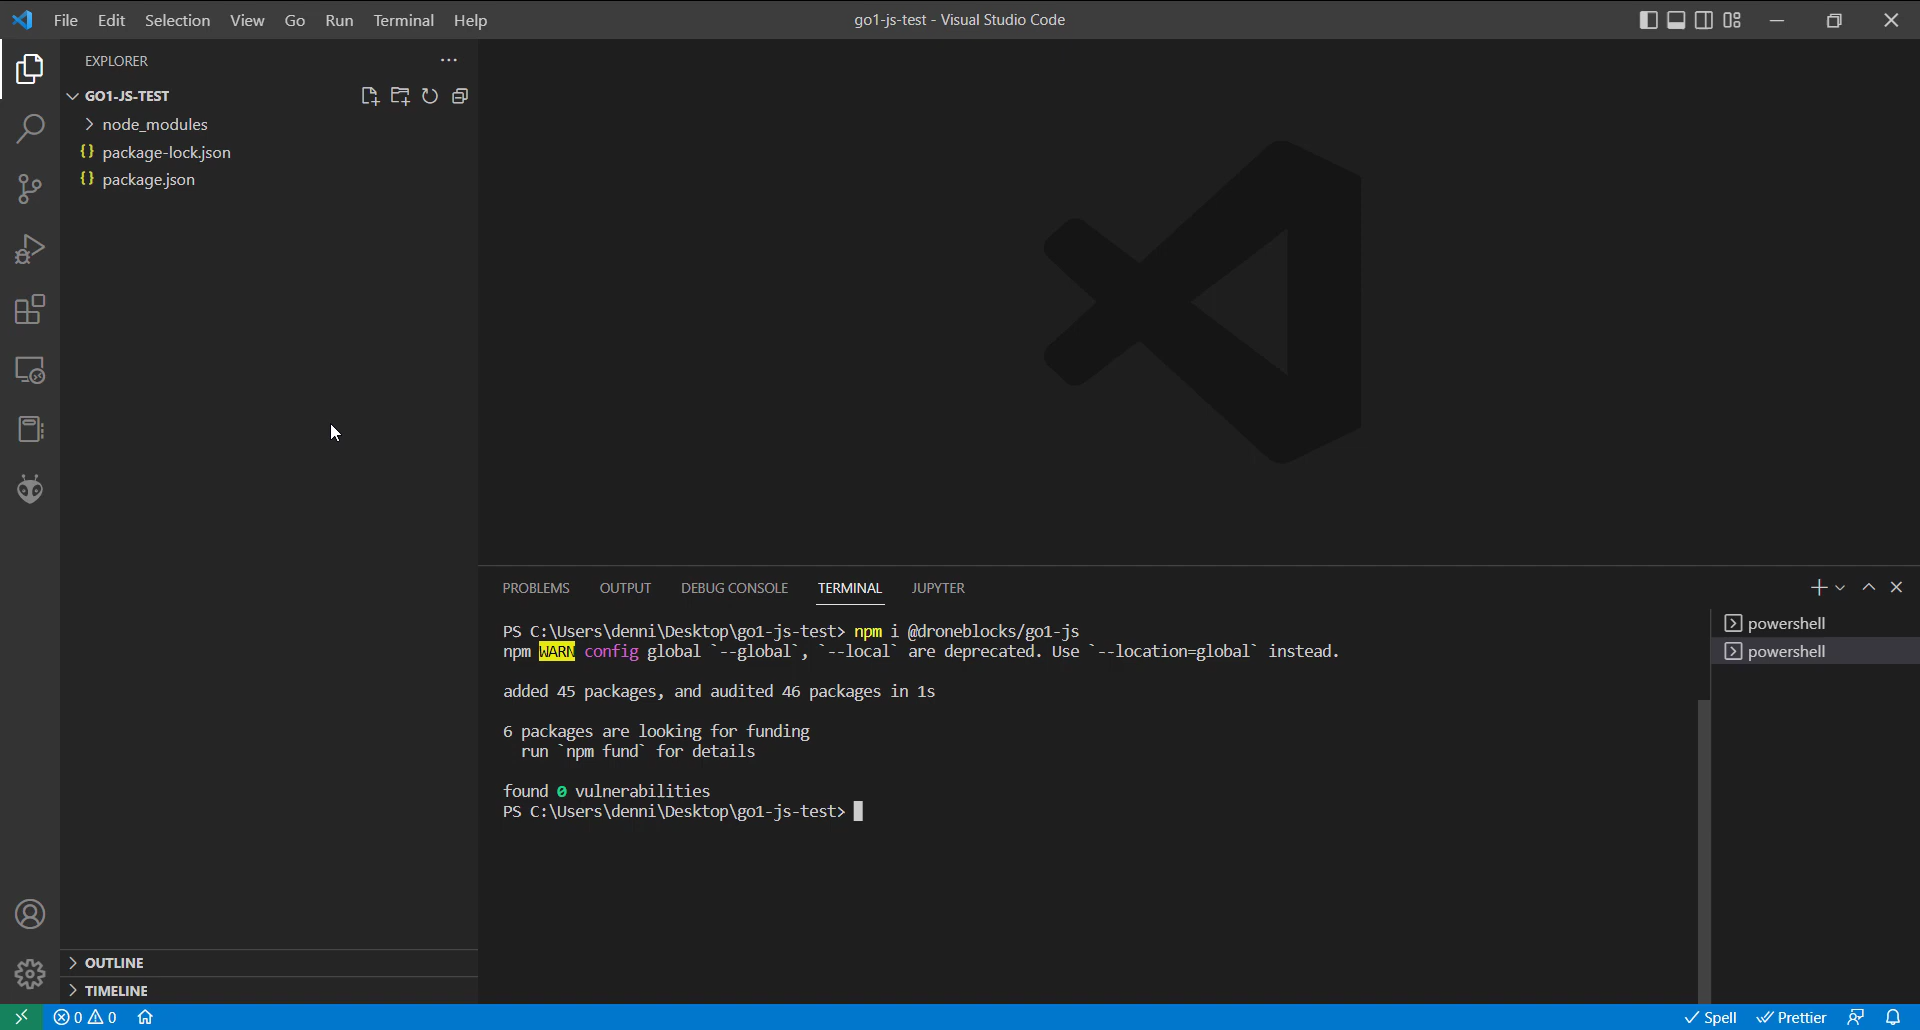 File Edit Selection View Go Run Terminal Help
go1-js-test - Visual Studio Code
EXPLORER
GO1-JS-TEST
node_modules
{} package-lock.json
{} package.json
OUTLINE
TIMELINE
PROBLEMS OUTPUT DEBUG CONSOLE TERMINAL JUPYTER
PS C:\Users\denni\Desktop\go1-js-test> npm i @droneblocks/go1-js
npm WARN config global `--global`, `--local` are deprecated. Use `--location=global` instead.
added 45 packages, and audited 46 packages in 1s
6 packages are looking for funding
run `npm fund` for details
found 0 vulnerabilities
PS C:\Users\denni\Desktop\go1-js-test>
powershell
powershell
0 0
Spell Prettier